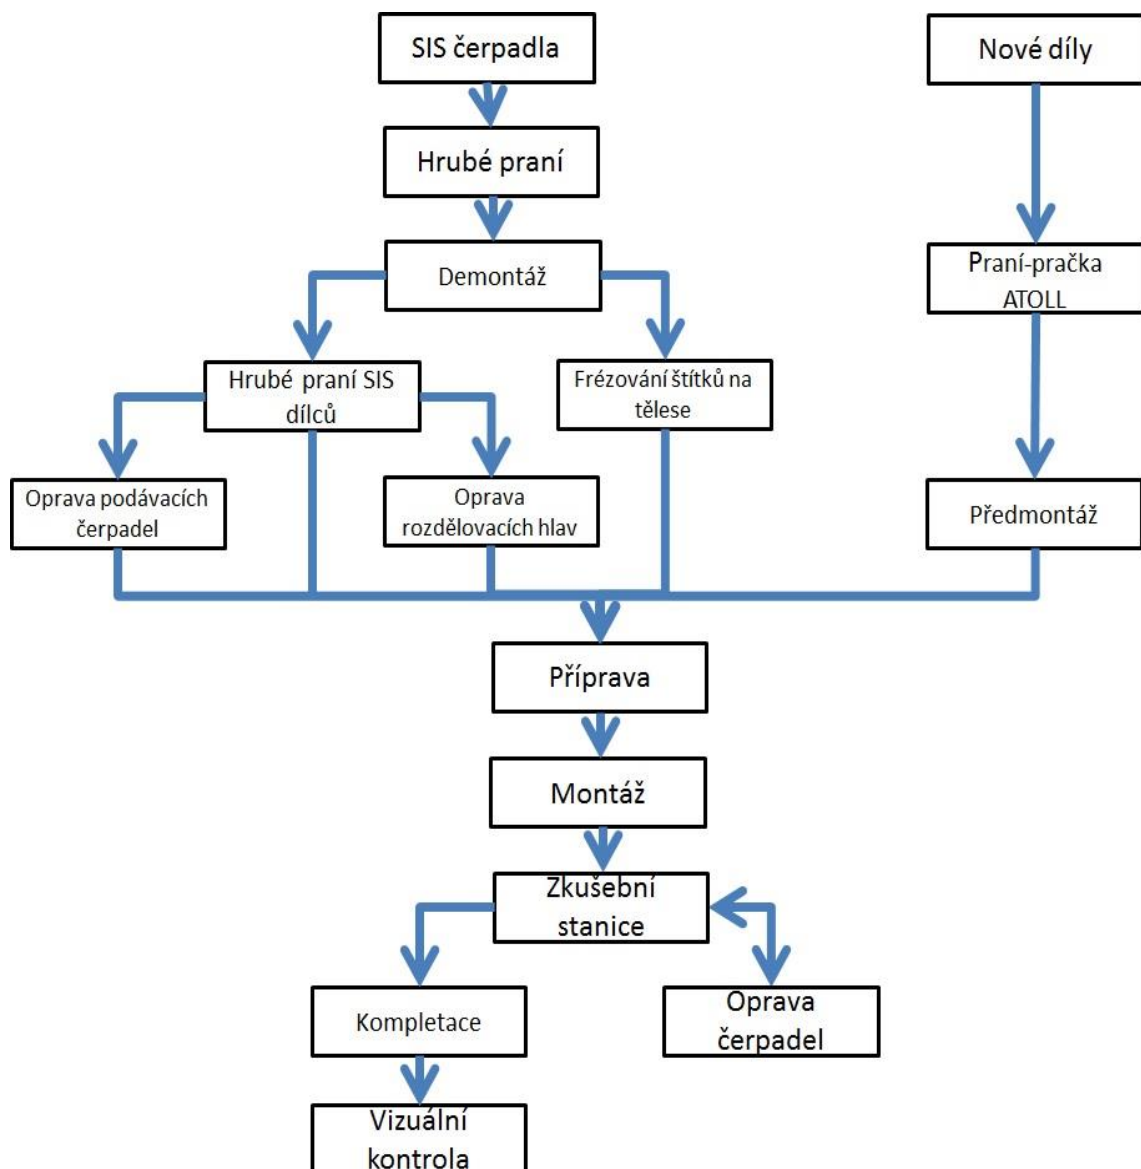 SIS čerpadla
Nové díly
Hrubé praní
Demontáž
Praní-pračka
ATOLL
Hrubé praní SIS
dílců
Frézování štítků na
tělese
Oprava podávacích
čerpadel
Oprava
rozdělovacích hlav
Předmontáž
Příprava
Montáž
Zkušební
stanice
Kompletace
Oprava
čerpadel
Vizuální
kontrola